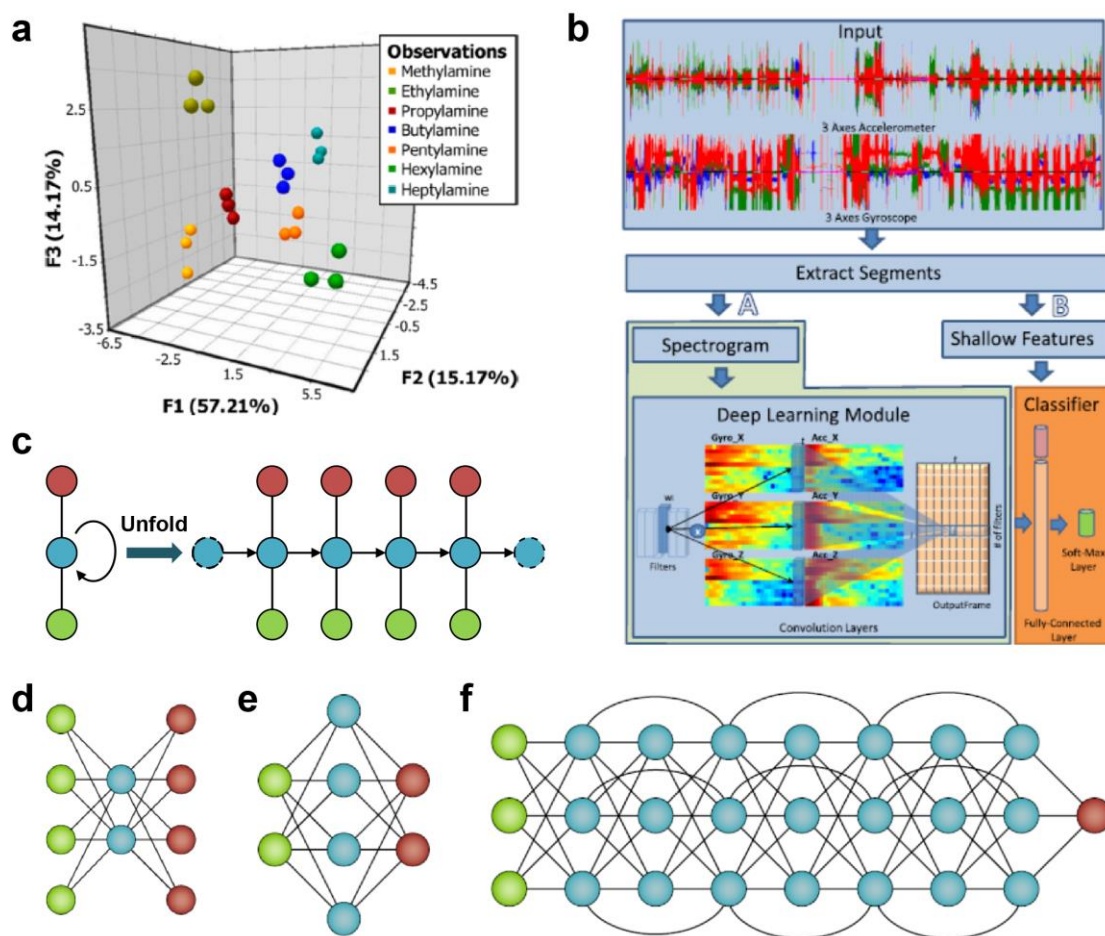 a
Observations
Methylamine
Ethylamine
Propylamine
Butylamine
Pentylamine
Hexylamine
Heptylamine
F3 (14.17%)
2.5
0.5
-1.5
-3.5
-6.5
-2.5
1.5
5.5
F1 (57.21%)
-4.5
-2.5
-0.5
1.5
F2 (15.17%)
b
Input
3 Axes Accelerometer
3 Axes Gyroscope
Extract Segments
A
B
Spectrogram
Shallow Features
Deep Learning Module
Classifier
Gyro_X
Acc_X
Gyro_Y
Acc_Y
Gyro_Z
Acc_Z
wi
Filters
# of filters
OutputFrame
Convolution Layers
Soft-Max
Layer
Fully-Connected
Layer
c
Unfold
d
e
f